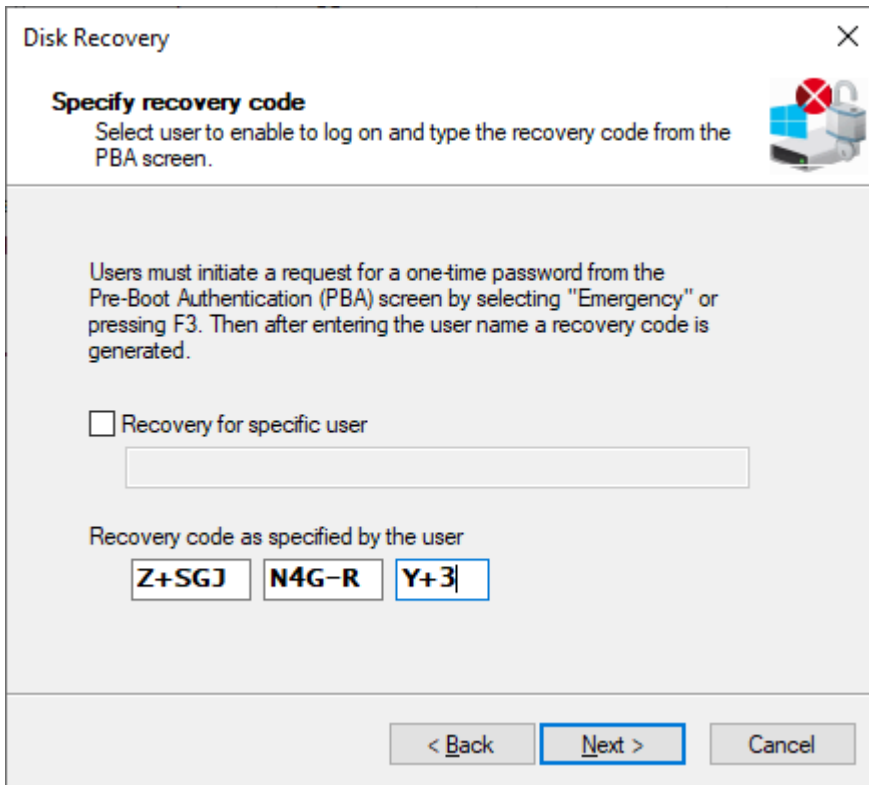 Disk Recovery
Specify recovery code
Select user to enable to log on and type the recovery code from the
PBA screen.
Users must initiate a request for a one-time password from the
Pre-Boot Authentication (PBA) screen by selecting "Emergency" or
pressing F3. Then after entering the user name a recovery code is
generated.
Recovery for specific user
Recovery code as specified by the user
Z+SGJ N4G-R Y+3
< Back Next > Cancel